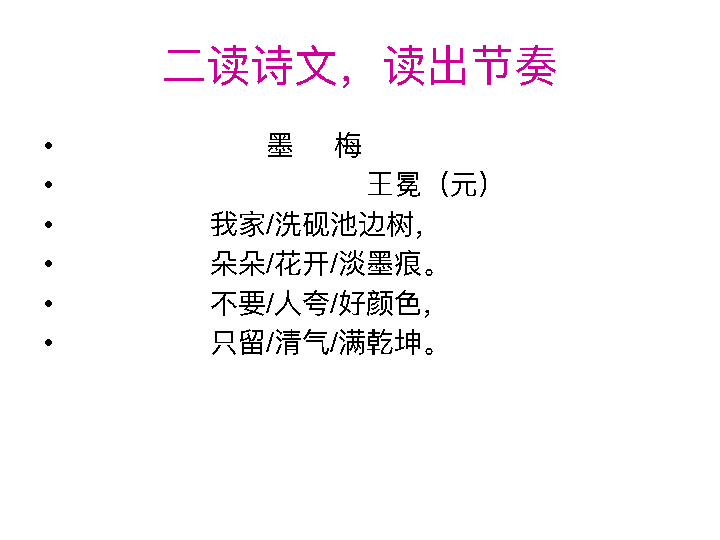 二读诗文，读出节奏
• 墨 梅
• 王冕（元）
• 我家/洗砚池边树，
• 朵朵/花开/淡墨痕。
• 不要/人夸/好颜色，
• 只留/清气/满乾坤。